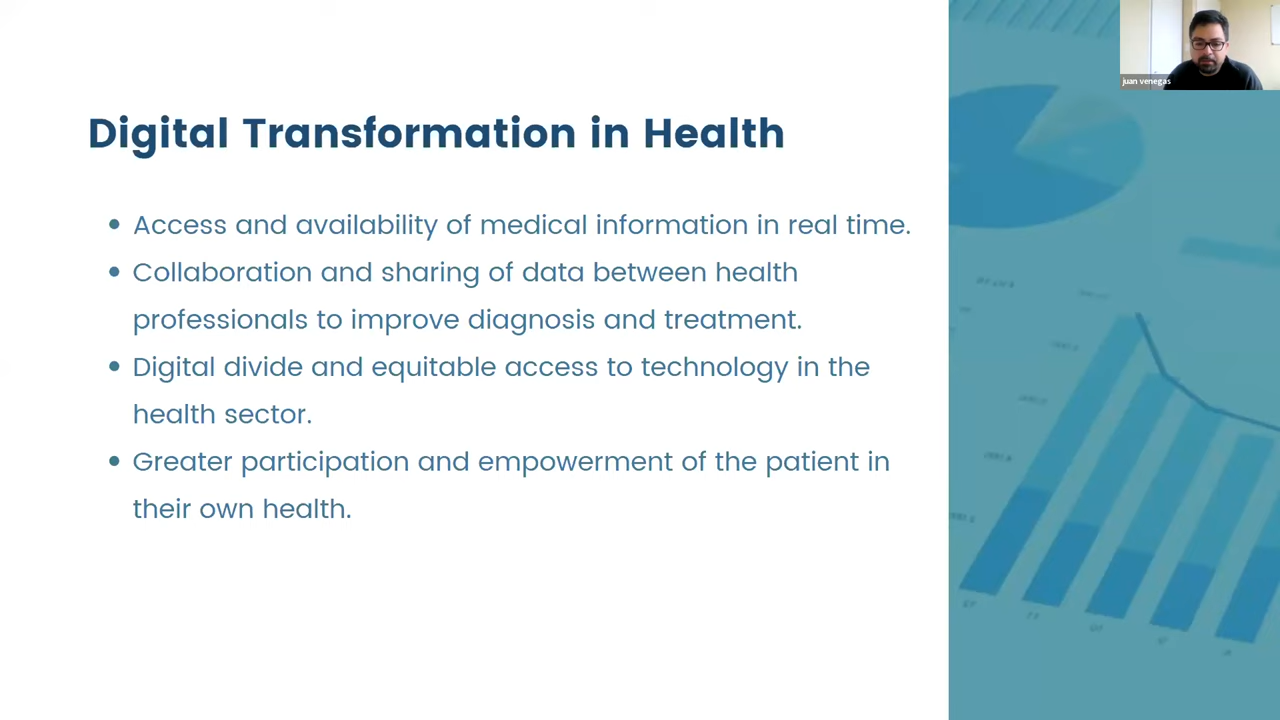 juan venegas
Digital Transformation in Health
• Access and availability of medical information in real time.
• Collaboration and sharing of data between health
professionals to improve diagnosis and treatment.
• Digital divide and equitable access to technology in the
health sector.
• Greater participation and empowerment of the patient in
their own health.